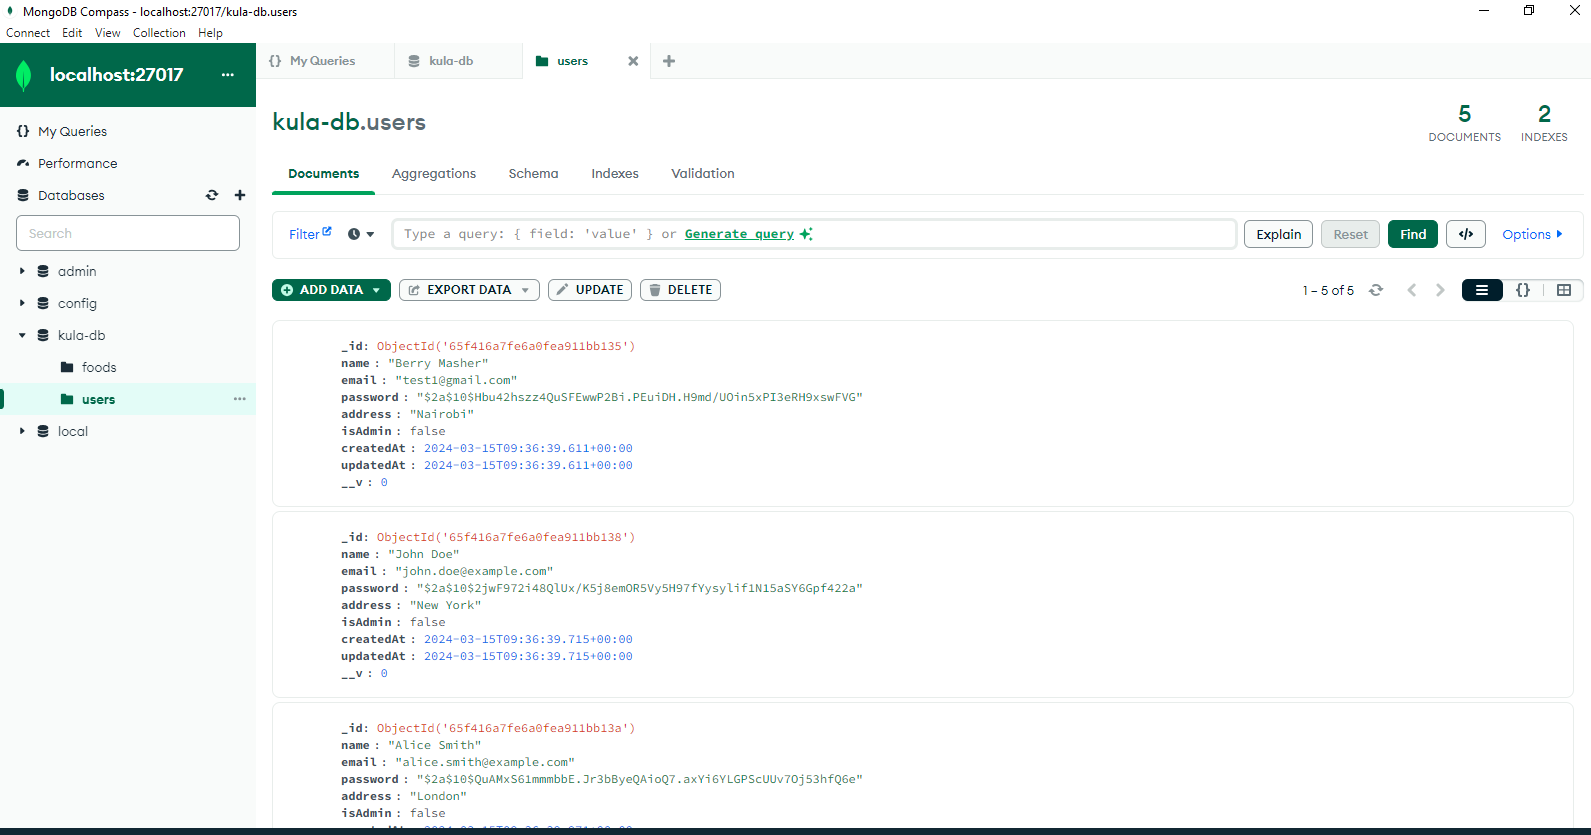 MongoDB Compass - localhost:27017/kula-db.users
Connect Edit View Collection Help
localhost:27017 ...
{} My Queries
kula-db
users
My Queries
Performance
Databases
Search
admin
config
kula-db
foods
users
local
kula-db.users
5
DOCUMENTS
2
INDEXES
Documents Aggregations Schema Indexes Validation
Filter
Type a query: { field: 'value' } or Generate query
Explain Reset Find </> Options
ADD DATA EXPORT DATA UPDATE DELETE
1 – 5 of 5
{}
_id: ObjectId('65f416a7fe6a0fea911bb135')
name : "Berry Masher"
email : "test1@gmail.com"
password : "$2a$10$Hbu42hszz4QuSFEwwP2Bi.PEuiDH.H9md/UOin5xPI3eRH9xswFVG"
address : "Nairobi"
isAdmin : false
createdAt : 2024-03-15T09:36:39.611+00:00
updatedAt : 2024-03-15T09:36:39.611+00:00
__v : 0
_id: ObjectId('65f416a7fe6a0fea911bb138')
name : "John Doe"
email : "john.doe@example.com"
password : "$2a$10$2jwF972i48QlUx/K5j8emOR5Vy5H97fYysylif1N15aSY6Gpf422a"
address : "New York"
isAdmin : false
createdAt : 2024-03-15T09:36:39.715+00:00
updatedAt : 2024-03-15T09:36:39.715+00:00
__v : 0
_id: ObjectId('65f416a7fe6a0fea911bb13a')
name : "Alice Smith"
email : "alice.smith@example.com"
password : "$2a$10$QuAMxS61mmmbbE.Jr3bByeQAioQ7.axYi6YLGPScUUv7Oj53hfQ6e"
address : "London"
isAdmin : false